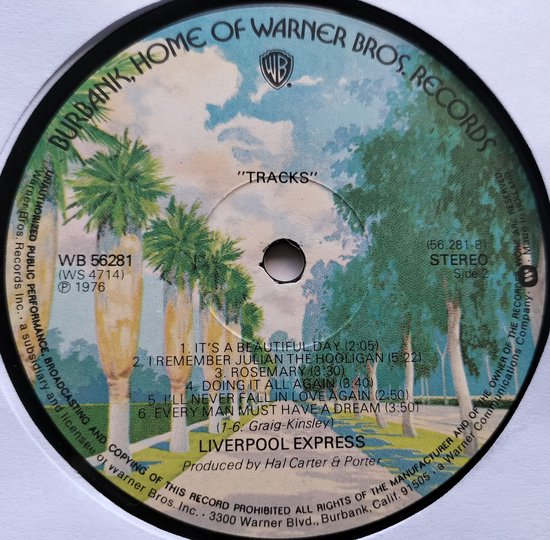 BURBANK, HOME OF WARNER BROS. RECORDS
WB
"TRACKS"
WB 56281
(WS 4714)
Ⓟ 1976
(56.281-B)
STEREO
Side 2
1. IT'S A BEAUTIFUL DAY (2:05)
2. I REMEMBER JULIAN THE HOOLIGAN (5:22)
3. ROSEMARY (3'30)
4. DOING IT ALL AGAIN (3:40)
5. I'LL NEVER FALL IN LOVE AGAIN (2:50)
6. EVERY MAN MUST HAVE A DREAM (3:50)
(1-6: Graig-Kinsley)
LIVERPOOL EXPRESS
Produced by Hal Carter & Porter
UNAUTHORIZED PUBLIC PERFORMANCE, BROADCASTING AND COPYING OF THIS RECORD PROHIBITED ALL RIGHTS OF THE MANUFACTURER AND OF THE OWNER OF THE RECORDED
Warner Bros. Records Inc., a subsidiary and licensee of Warner Bros. Inc. • 3300 Warner Blvd., Burbank, Calif. 91505 • a Warner Communications Company
Made in